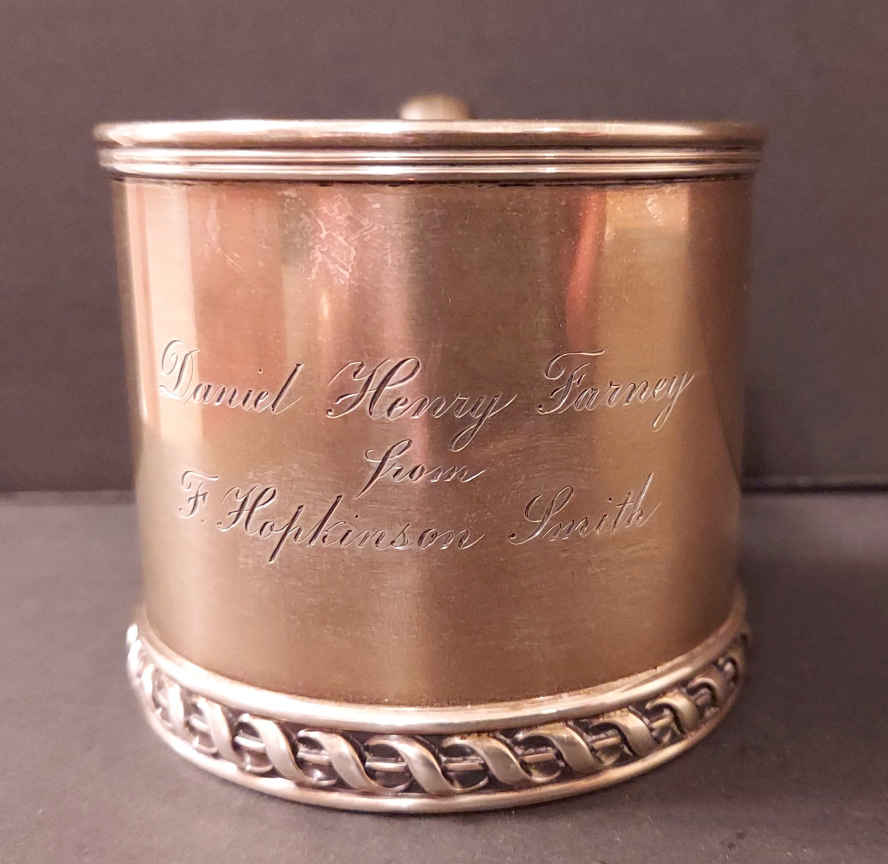 Daniel Henry Farney
from
F. Hopkinson Smith